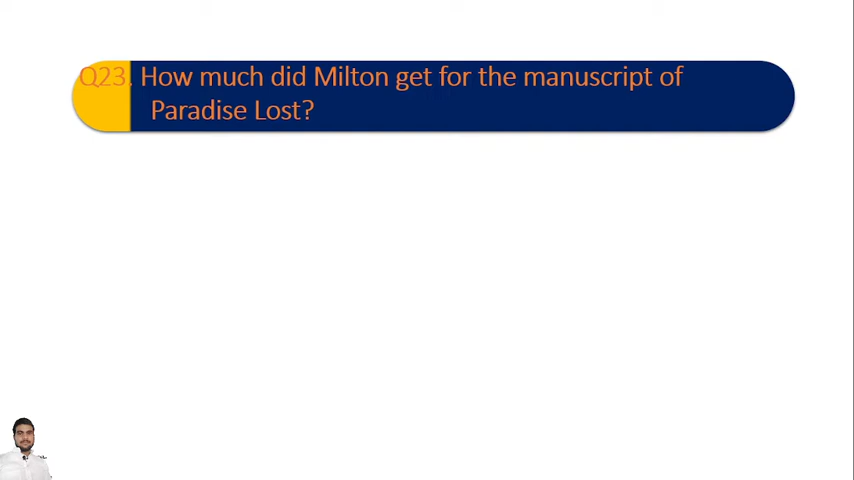 Q23. How much did Milton get for the manuscript of
Paradise Lost?